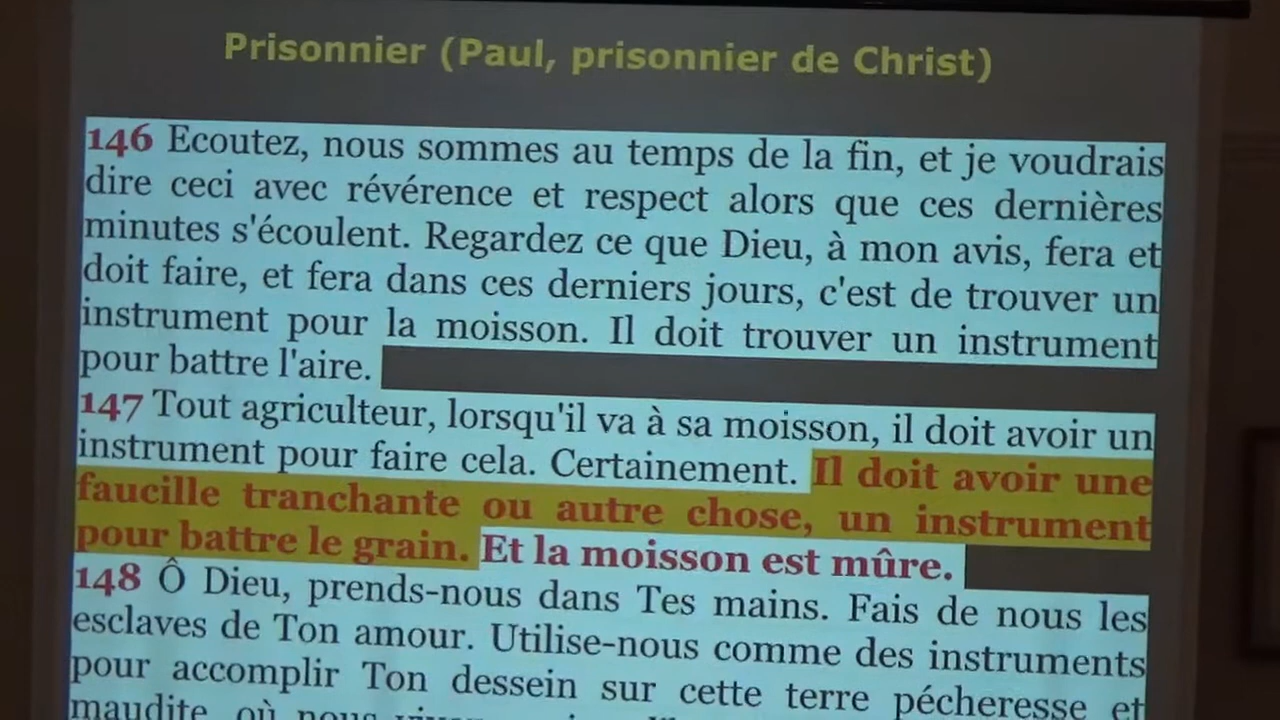 Prisonnier (Paul, prisonnier de Christ)
146 Ecoutez, nous sommes au temps de la fin, et je voudrais
dire ceci avec révérence et respect alors que ces dernières
minutes s'écoulent. Regardez ce que Dieu, à mon avis, fera et
doit faire, et fera dans ces derniers jours, c'est de trouver un
instrument pour la moisson. Il doit trouver un instrument
pour battre l'aire.
147 Tout agriculteur, lorsqu'il va à sa moisson, il doit avoir un
instrument pour faire cela. Certainement. Il doit avoir une
faucille tranchante ou autre chose, un instrument
pour battre le grain. Et la moisson est mûre.
148 Ô Dieu, prends-nous dans Tes mains. Fais de nous les
esclaves de Ton amour. Utilise-nous comme des instruments
pour accomplir Ton dessein sur cette terre pécheresse et
maudite, où nous